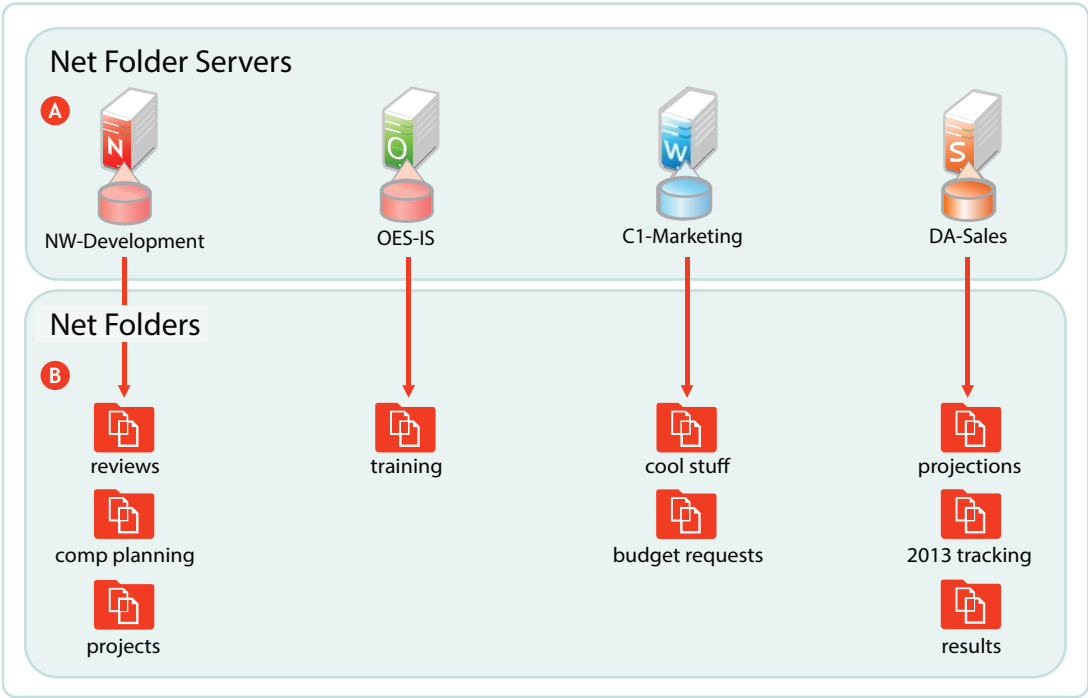 Net Folder Servers
A
N
O
W
S
NW-Development
OES-IS
C1-Marketing
DA-Sales
Net Folders
B
reviews
training
cool stuff
projections
comp planning
budget requests
2013 tracking
projects
results